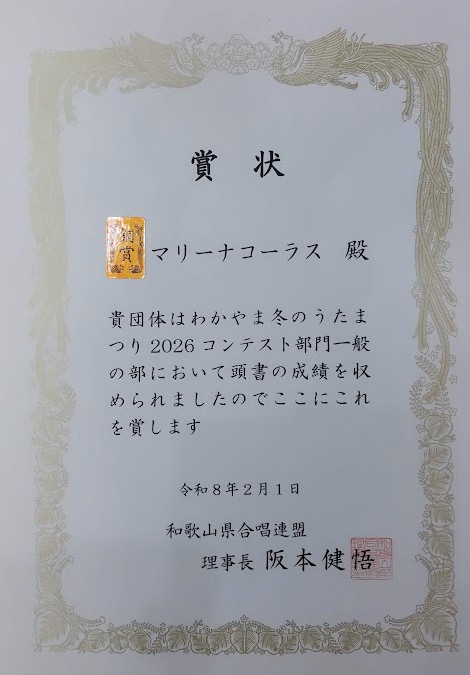 賞状
賞
マリーナコーラス 殿
貴団体はわかやま冬のうたま
つり2026コンテスト部門一般
の部において頭書の成績を収
められましたのでここにこれ
を賞します
令和8年2月1日
和歌山県合唱連盟
理事長 阪本健悟